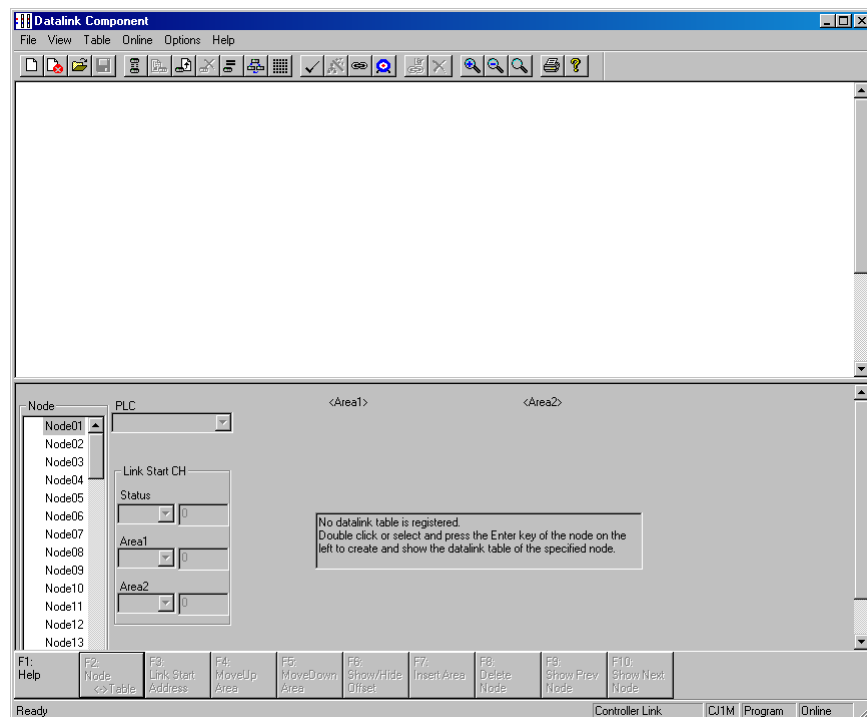 Datalink Component
File View Table Online Options Help
<Area1> <Area2>
Node
PLC
Node01
Node02
Node03
Node04
Node05
Node06
Node07
Node08
Node09
Node10
Node11
Node12
Node13
Link Start CH
Status
0
Area1
0
Area2
0
No datalink table is registered.
Double click or select and press the Enter key of the node on the
left to create and show the datalink table of the specified node.
F1:
Help
F2:
Node
<->Table
F3:
Link Start
Address
F4:
MoveUp
Area
F5:
MoveDown
Area
F6:
Show/Hide
Offset
F7:
Insert Area
F8:
Delete
Node
F9:
Show Prev
Node
F10:
Show Next
Node
Ready Controller Link CJ1M Program Online